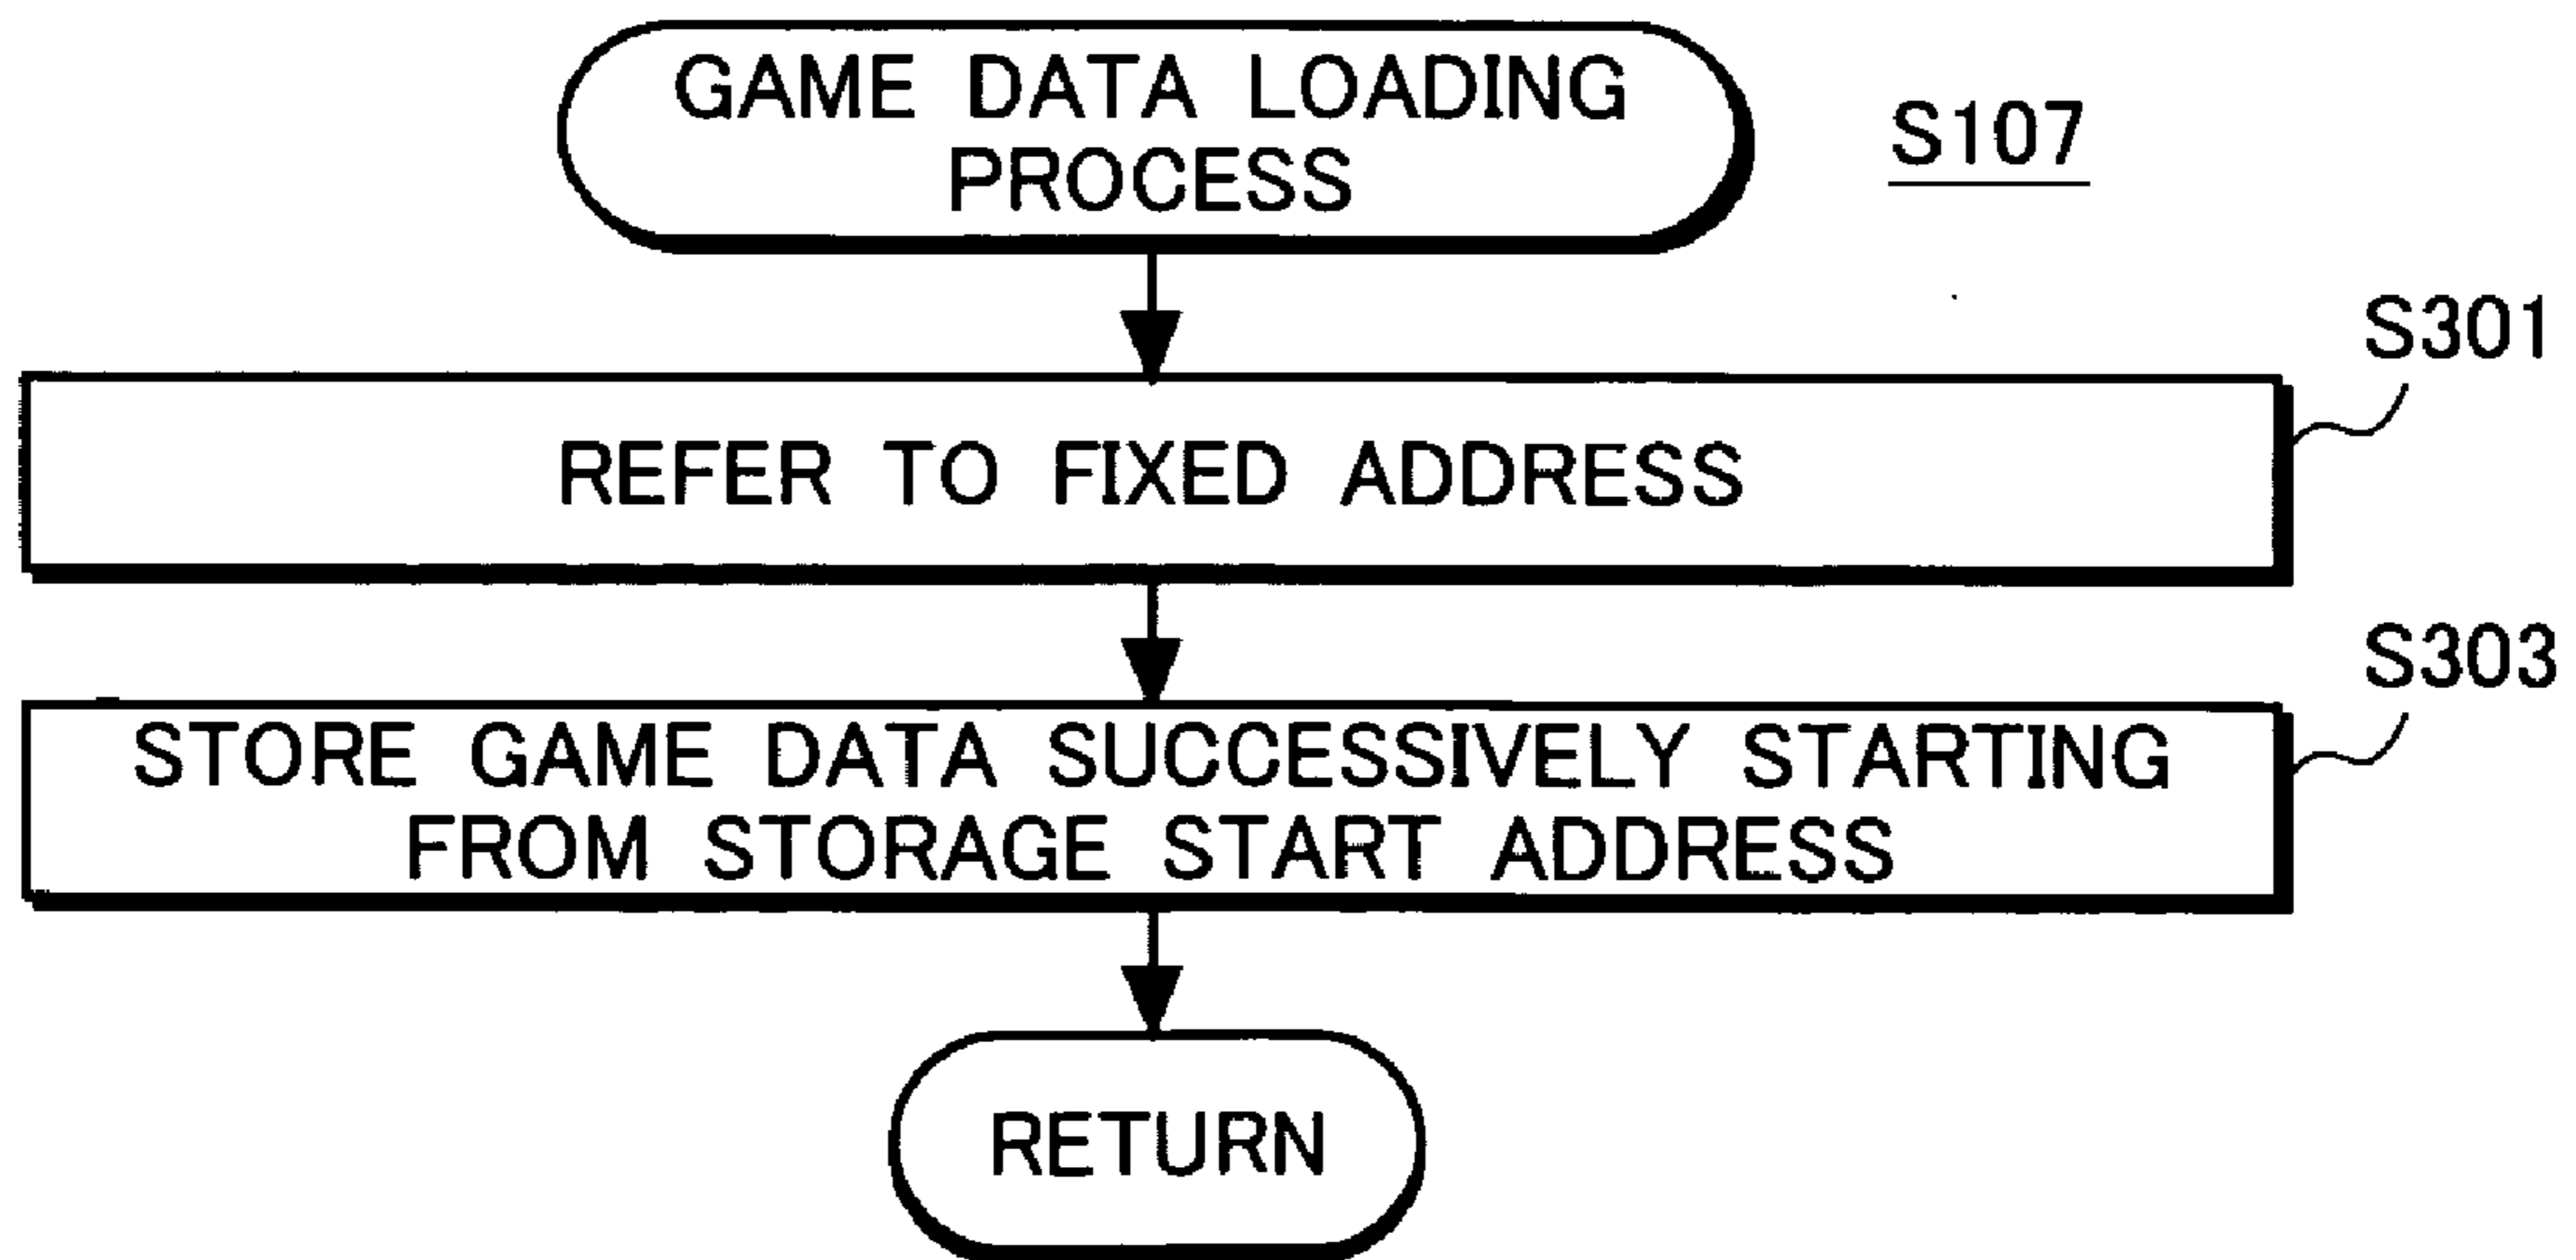 GAME DATA LOADING
PROCESS
S107
S301
REFER TO FIXED ADDRESS
S303
STORE GAME DATA SUCCESSIVELY STARTING
FROM STORAGE START ADDRESS
RETURN